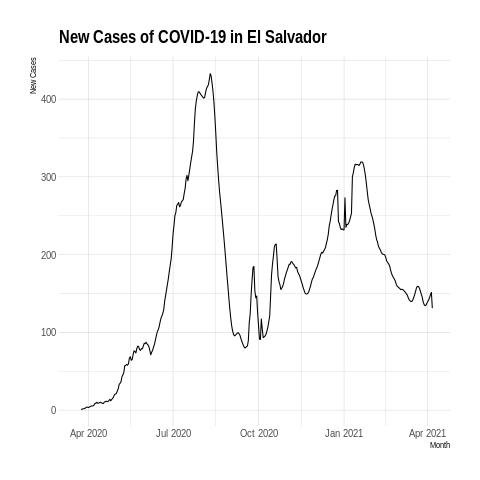 New Cases of COVID-19 in El Salvador
New Cases
400
300
200
100
0
Apr 2020 Jul 2020 Oct 2020 Jan 2021 Apr 2021
Month